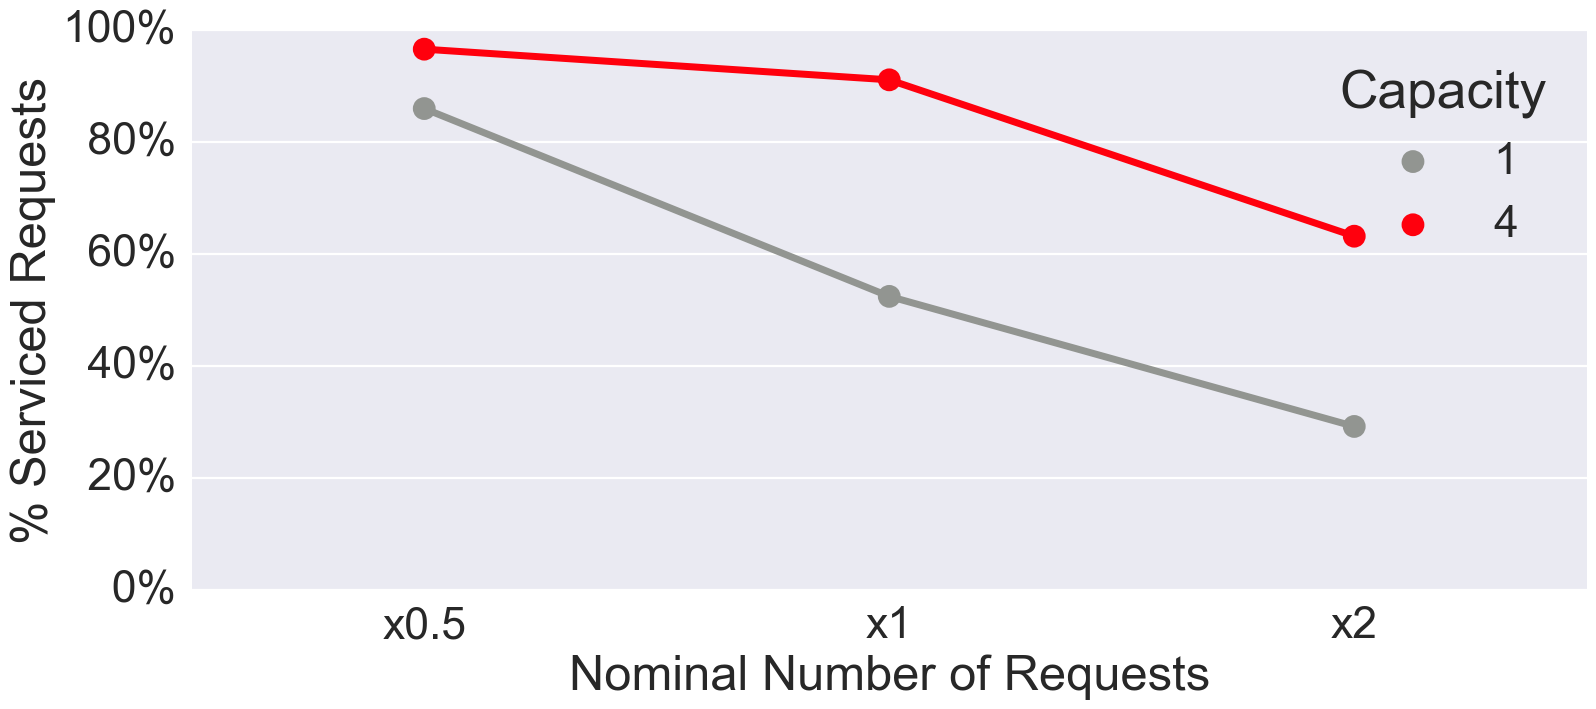 100%
80%
60%
40%
20%
0%
% Serviced Requests
Capacity
1
4
x0.5
x1
x2
Nominal Number of Requests